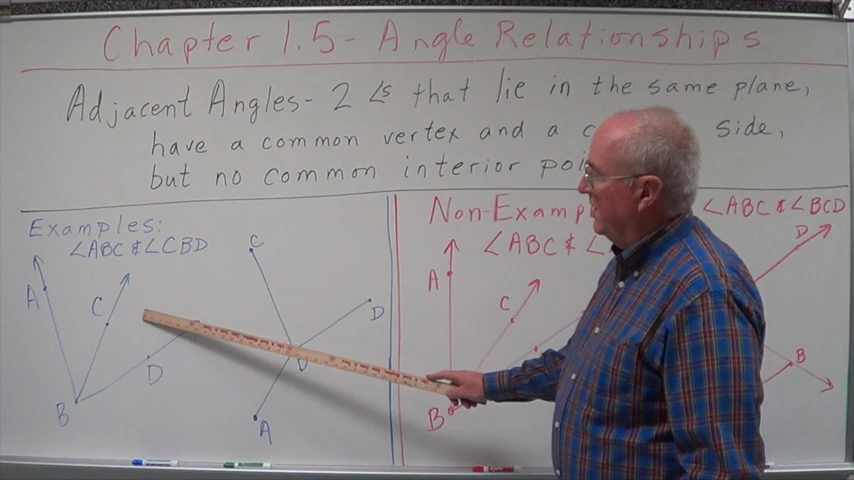 Chapter 1.5 - Angle Relationships
Adjacent Angles - 2 ∠s that lie in the same plane,
have a common vertex and a c side,
but no common interior poi
Examples:
∠ABC & ∠CBD
A
C
B
D
C
D
A
Non-Examp
∠ABC & ∠
A
C
B
∠ABC & ∠BCD
D
B